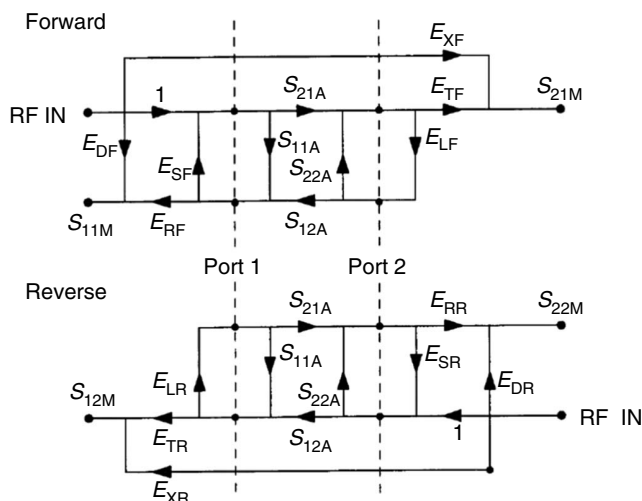 Forward
E_XF
S_21A
E_TF
S_21M
RF IN
1
E_DF
E_SF
S_11A
S_22A
E_LF
S_11M
E_RF
S_12A
Port 1
Port 2
Reverse
S_21A
E_RR
S_22M
S_11A
E_SR
S_12M
E_LR
S_22A
E_DR
E_TR
S_12A
1
RF IN
E_XR